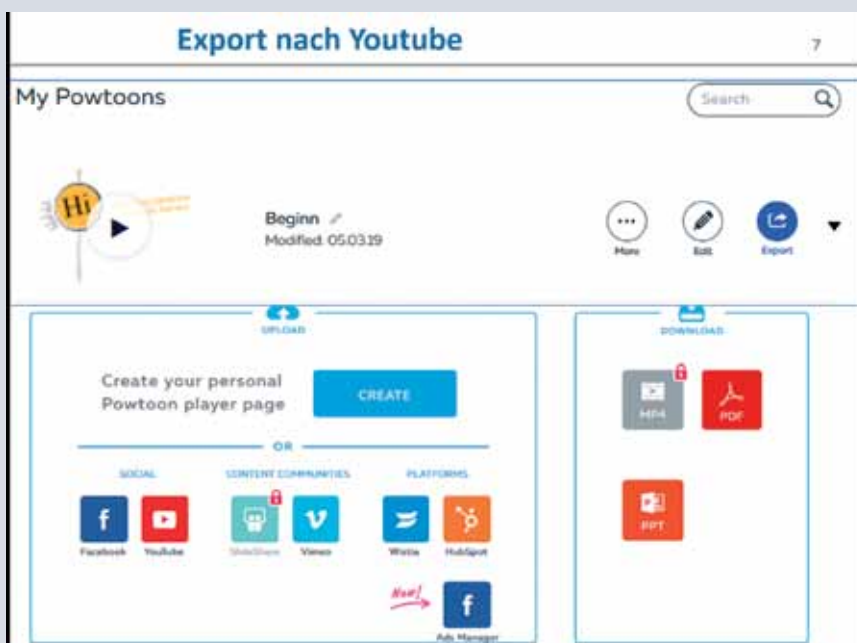 Export nach Youtube
7
My Powtoons
Search
Hi
Beginn
Modified: 05.03.19
More
Edit
Export
UPLOAD
DOWNLOAD
Create your personal
Powtoon player page
CREATE
OR
SOCIAL CONTENT COMMUNITIES PLATFORMS
Facebook YouTube SlideShare Vimeo Wistia HubSpot
New!
Ads Manager
MP4 PDF
PPT